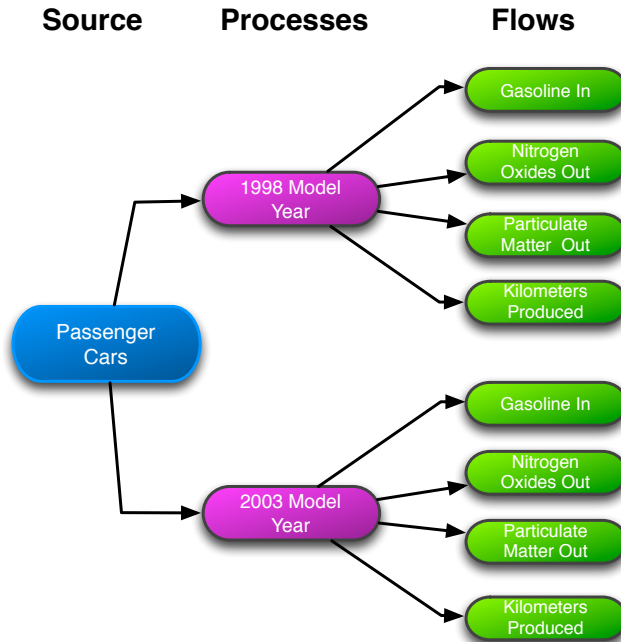 Source Processes Flows
Gasoline In
Nitrogen
Oxides Out
1998 Model
Year
Particulate
Matter Out
Kilometers
Produced
Passenger
Cars
Gasoline In
Nitrogen
Oxides Out
2003 Model
Year
Particulate
Matter Out
Kilometers
Produced